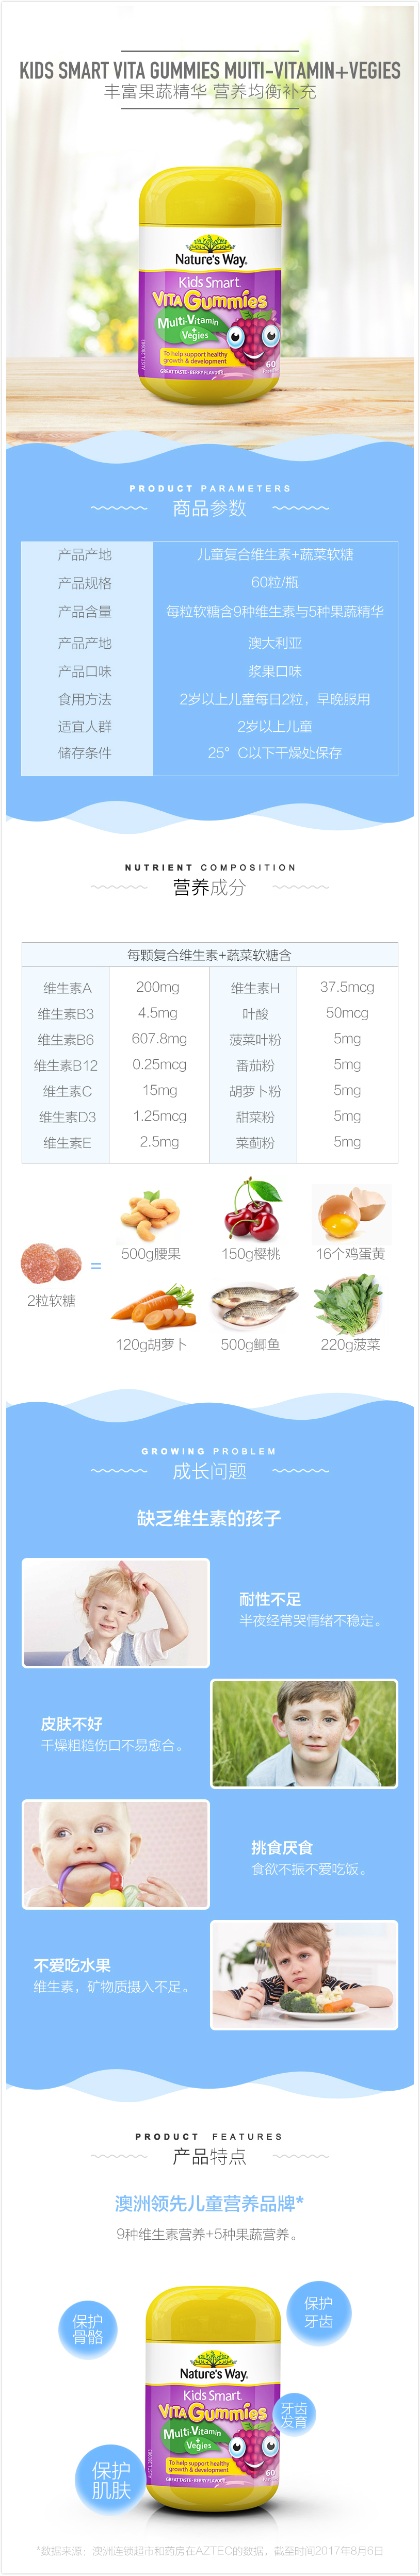 KIDS SMART VITA GUMMIES MUITI-VITAMIN+VEGIES
丰富果蔬精华 营养均衡补充
Nature's Way.
Kids Smart
VITA Gummies
Multi-Vitamin
+
Vegies
To help support healthy
growth & development
GREAT TASTE - BERRY FLAVOUR
60
PRODUCT PARAMETERS
商品参数
产品产地 儿童复合维生素+蔬菜软糖
产品规格 60粒/瓶
产品含量 每粒软糖含9种维生素与5种果蔬精华
产品产地 澳大利亚
产品口味 浆果口味
食用方法 2岁以上儿童每日2粒，早晚服用
适宜人群 2岁以上儿童
储存条件 25°C以下干燥处保存
NUTRIENT COMPOSITION
营养成分
每颗复合维生素+蔬菜软糖含
维生素A 200mg 维生素H 37.5mcg
维生素B3 4.5mg 叶酸 50mcg
维生素B6 607.8mg 菠菜叶粉 5mg
维生素B12 0.25mcg 番茄粉 5mg
维生素C 15mg 胡萝卜粉 5mg
维生素D3 1.25mcg 甜菜粉 5mg
维生素E 2.5mg 菜蓟粉 5mg
500g腰果 150g樱桃 16个鸡蛋黄
=
2粒软糖
120g胡萝卜 500g鲫鱼 220g菠菜
GROWING PROBLEM
成长问题
缺乏维生素的孩子
耐性不足
半夜经常哭情绪不稳定。
皮肤不好
干燥粗糙伤口不易愈合。
挑食厌食
食欲不振不爱吃饭。
不爱吃水果
维生素，矿物质摄入不足。
PRODUCT FEATURES
产品特点
澳洲领先儿童营养品牌*
9种维生素营养+5种果蔬营养。
保护
骨骼
保护
牙齿
Nature's Way.
Kids Smart
VITA Gummies
Multi-Vitamin
+
Vegies
牙齿
发育
To help support healthy
growth & development
GREAT TASTE - BERRY FLAVOUR
60
保护
肌肤
*数据来源：澳洲连锁超市和药房在AZTEC的数据，截至时间2017年8月6日